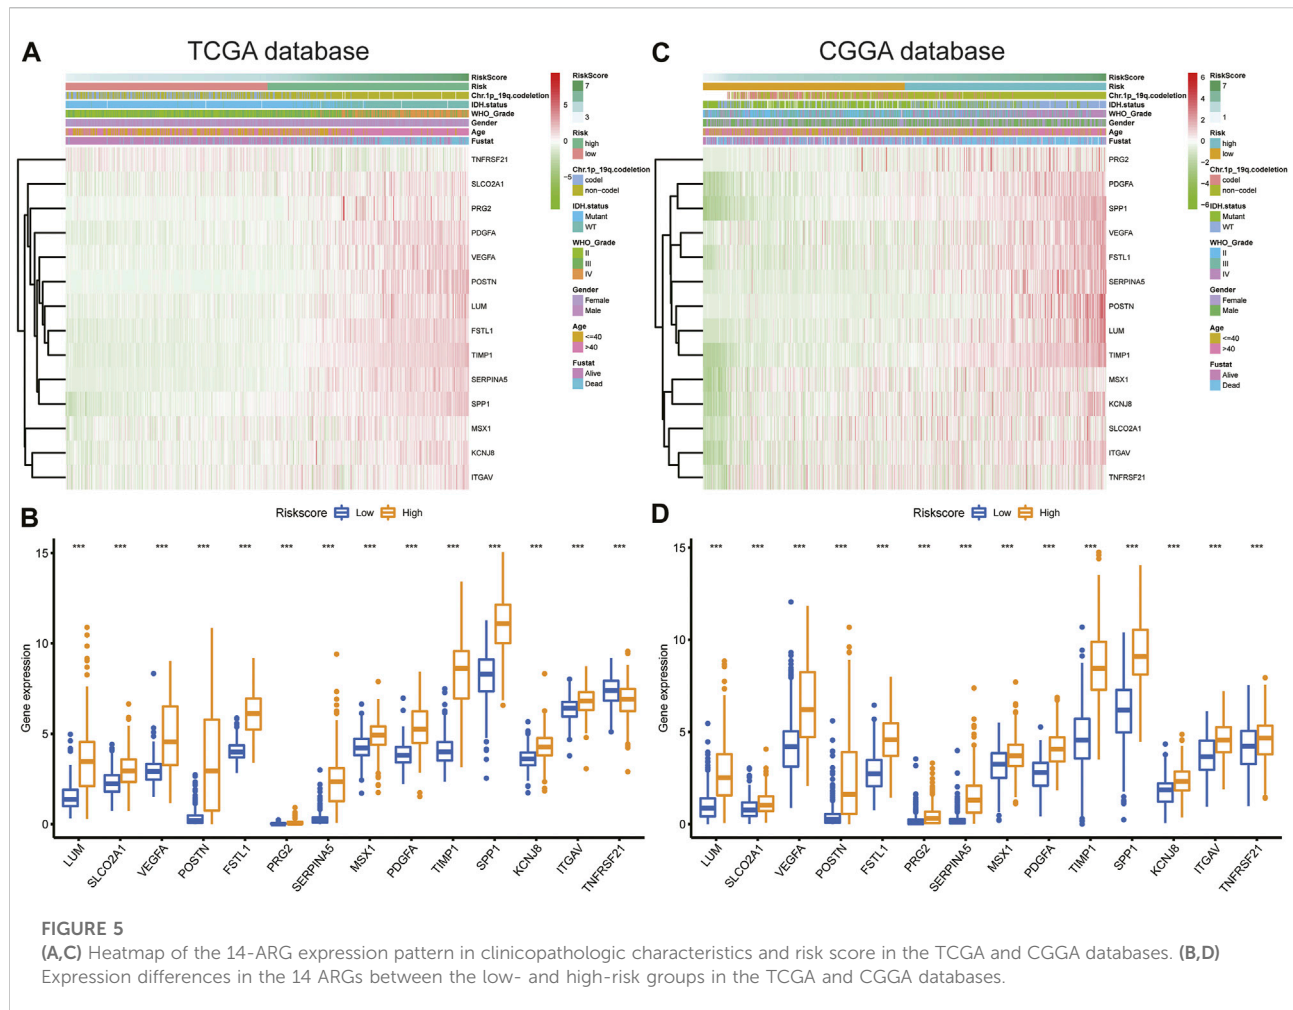 A
TCGA database
RiskScore
Risk
Chr.1p_19q.codeletion
IDH.status
WHO_Grade
Gender
Age
Fustat
TNFRSF21
SLCO2A1
PRG2
PDGFA
VEGFA
POSTN
LUM
FSTL1
TIMP1
SERPINA5
SPP1
MSX1
KCNJ8
ITGAV
5
0
−5
RiskScore
7
5
3
Risk
high
low
Chr.1p_19q.codeletion
codel
non−codel
IDH.status
Mutant
WT
WHO_Grade
II
III
IV
Gender
Female
Male
Age
<=40
>40
Fustat
Alive
Dead
C
CGGA database
RiskScore
Risk
Chr.1p_19q.codeletion
IDH.status
WHO_Grade
Gender
Age
Fustat
PRG2
PDGFA
SPP1
VEGFA
FSTL1
SERPINA5
POSTN
LUM
TIMP1
MSX1
KCNJ8
SLCO2A1
ITGAV
TNFRSF21
6
4
2
0
−2
−4
−6
RiskScore
7
1
Risk
high
low
Chr.1p_19q.codeletion
codel
non−codel
IDH.status
Mutant
WT
WHO_Grade
II
III
IV
Gender
Female
Male
Age
<=40
>40
Fustat
Alive
Dead
B
Riskscore Low High
Gene expression
15
10
5
0
*** *** *** *** *** *** *** *** *** *** *** *** *** ***
LUM
SLCO2A1
VEGFA
POSTN
FSTL1
PRG2
SERPINA5
MSX1
PDGFA
TIMP1
SPP1
KCNJ8
ITGAV
TNFRSF21
D
Riskscore Low High
Gene expression
15
10
5
0
*** *** *** *** *** *** *** *** *** *** *** *** *** ***
LUM
SLCO2A1
VEGFA
POSTN
FSTL1
PRG2
SERPINA5
MSX1
PDGFA
TIMP1
SPP1
KCNJ8
ITGAV
TNFRSF21
FIGURE 5
(A,C) Heatmap of the 14-ARG expression pattern in clinicopathologic characteristics and risk score in the TCGA and CGGA databases. (B,D)
Expression differences in the 14 ARGs between the low- and high-risk groups in the TCGA and CGGA databases.